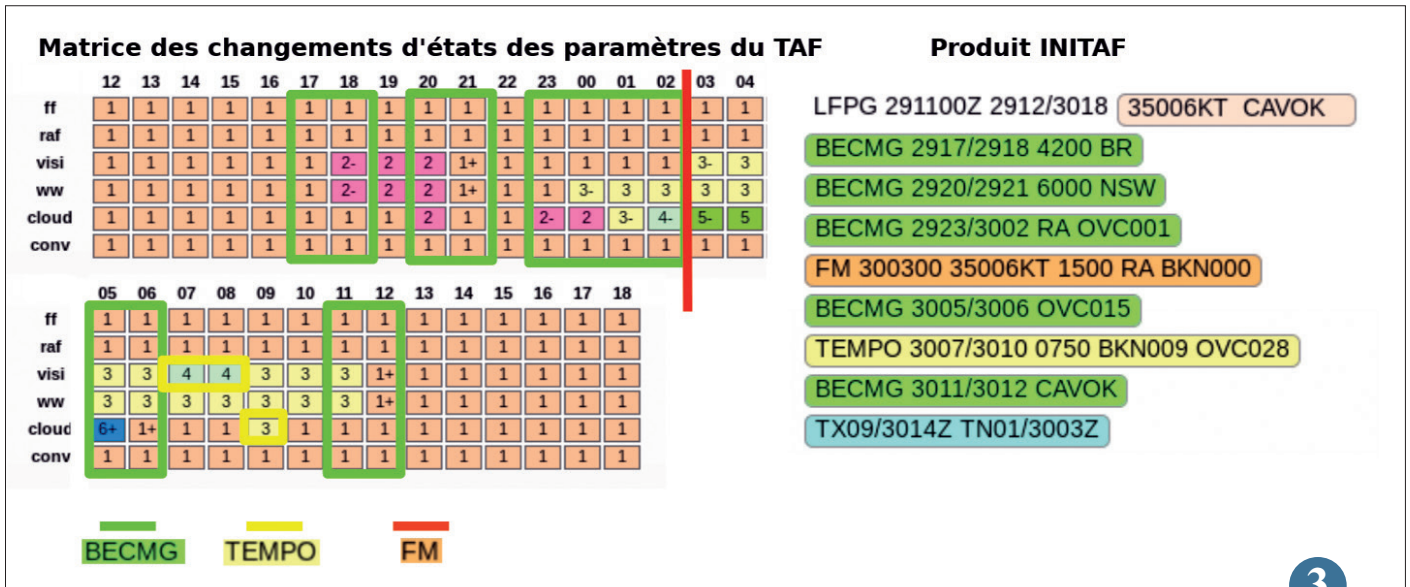 Matrice des changements d'états des paramètres du TAF
Produit INITAF
12 13 14 15 16 17 18 19 20 21 22 23 00 01 02 03 04
ff 1 1 1 1 1 1 1 1 1 1 1 1 1 1 1 1 1
raf 1 1 1 1 1 1 1 1 1 1 1 1 1 1 1 1 1
visi 1 1 1 1 1 1 2- 2 2 1+ 1 1 1 1 1 3- 3
ww 1 1 1 1 1 1 2- 2 2 1+ 1 1 3- 3 3 3 3
cloud 1 1 1 1 1 1 1 1 2 1 1 2- 2 3- 4- 5- 5
conv 1 1 1 1 1 1 1 1 1 1 1 1 1 1 1 1 1
05 06 07 08 09 10 11 12 13 14 15 16 17 18
ff 1 1 1 1 1 1 1 1 1 1 1 1 1 1
raf 1 1 1 1 1 1 1 1 1 1 1 1 1 1
visi 3 3 4 4 3 3 3 1+ 1 1 1 1 1 1
ww 3 3 3 3 3 3 3 1+ 1 1 1 1 1 1
cloud 6+ 1+ 1 1 3 1 1 1 1 1 1 1 1 1
conv 1 1 1 1 1 1 1 1 1 1 1 1 1 1
BECMG TEMPO FM
LFPG 291100Z 2912/3018 35006KT CAVOK
BECMG 2917/2918 4200 BR
BECMG 2920/2921 6000 NSW
BECMG 2923/3002 RA OVC001
FM 300300 35006KT 1500 RA BKN000
BECMG 3005/3006 OVC015
TEMPO 3007/3010 0750 BKN009 OVC028
BECMG 3011/3012 CAVOK
TX09/3014Z TN01/3003Z
3